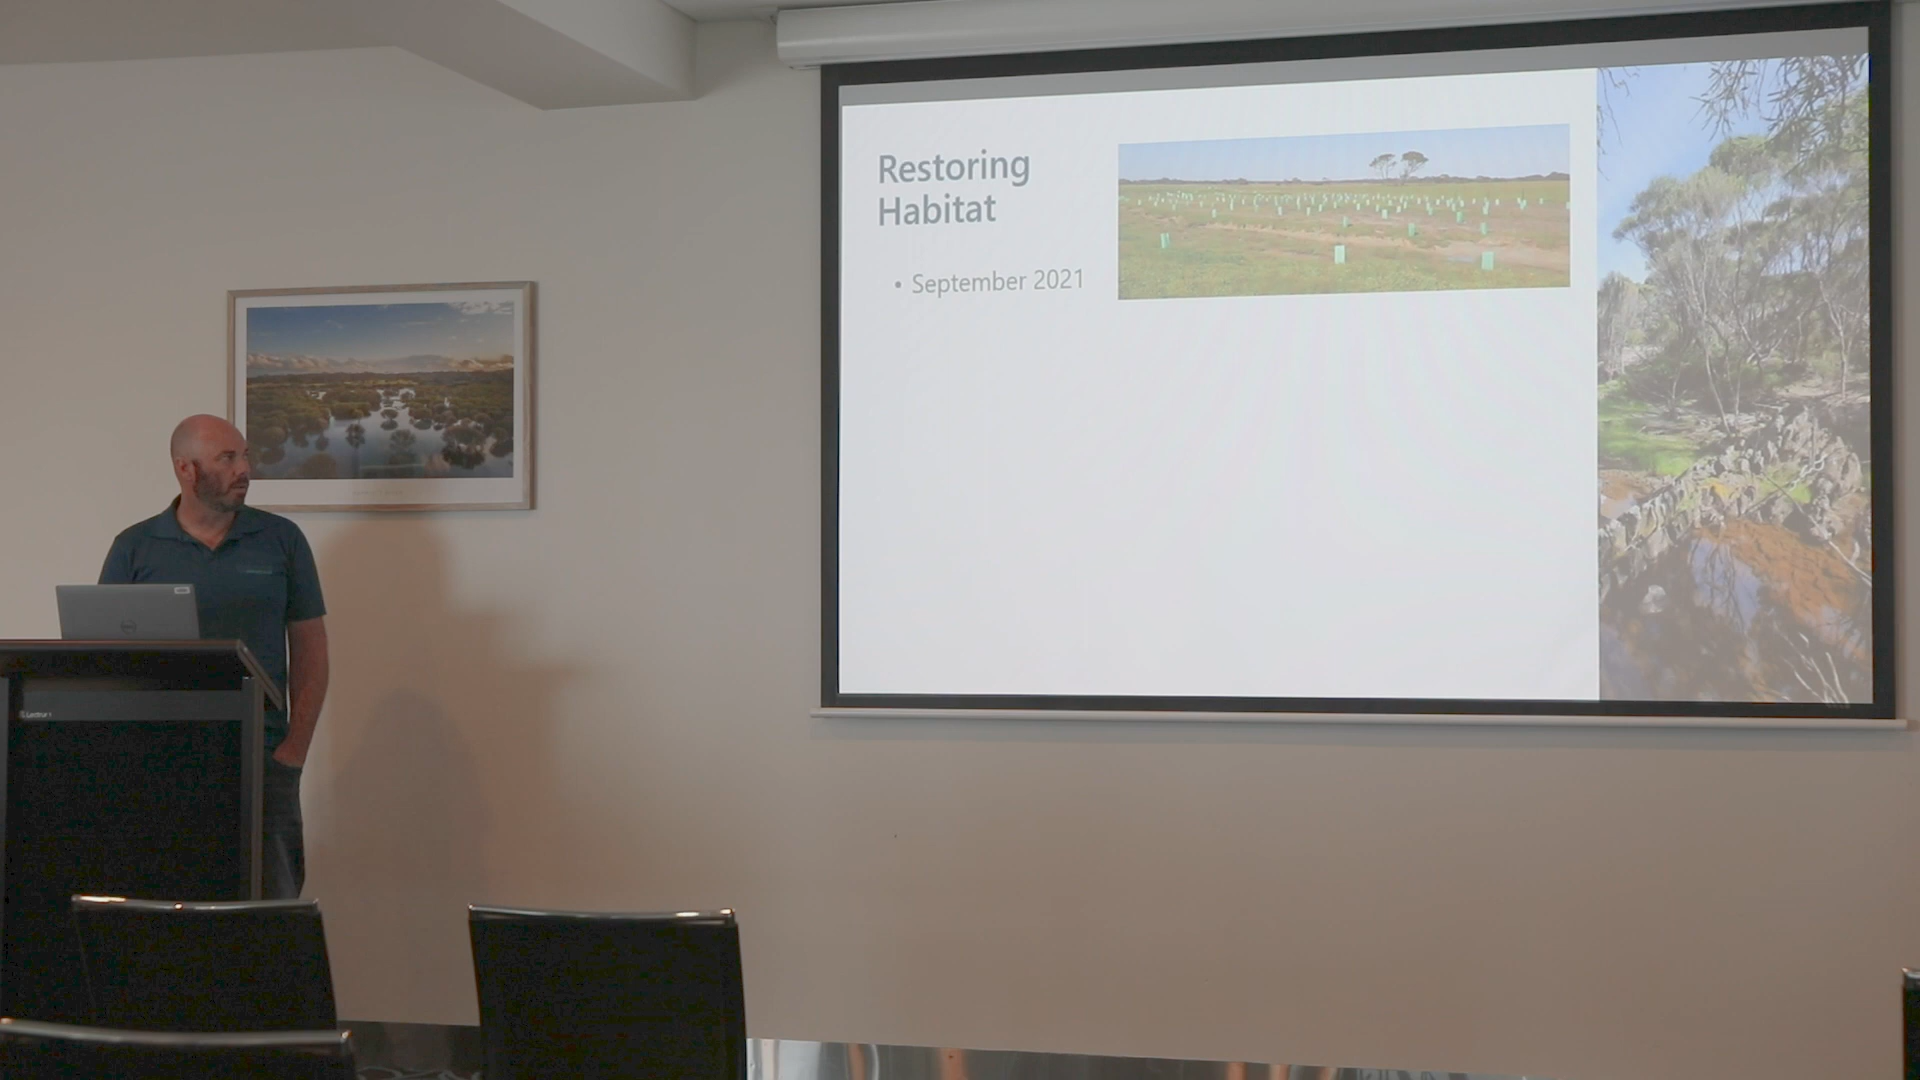 Restoring
Habitat
• September 2021